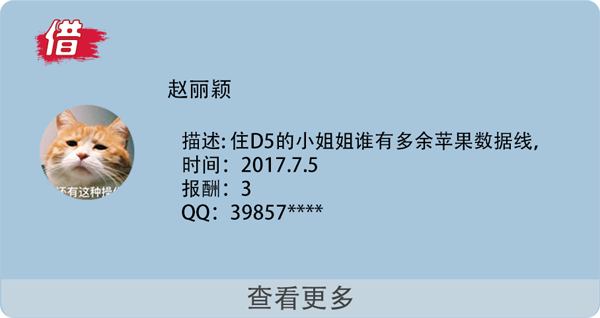 借
赵丽颖
描述: 住D5的小姐姐谁有多余苹果数据线,
时间：2017.7.5
还有这种操作
报酬：3
QQ：39857****
查看更多